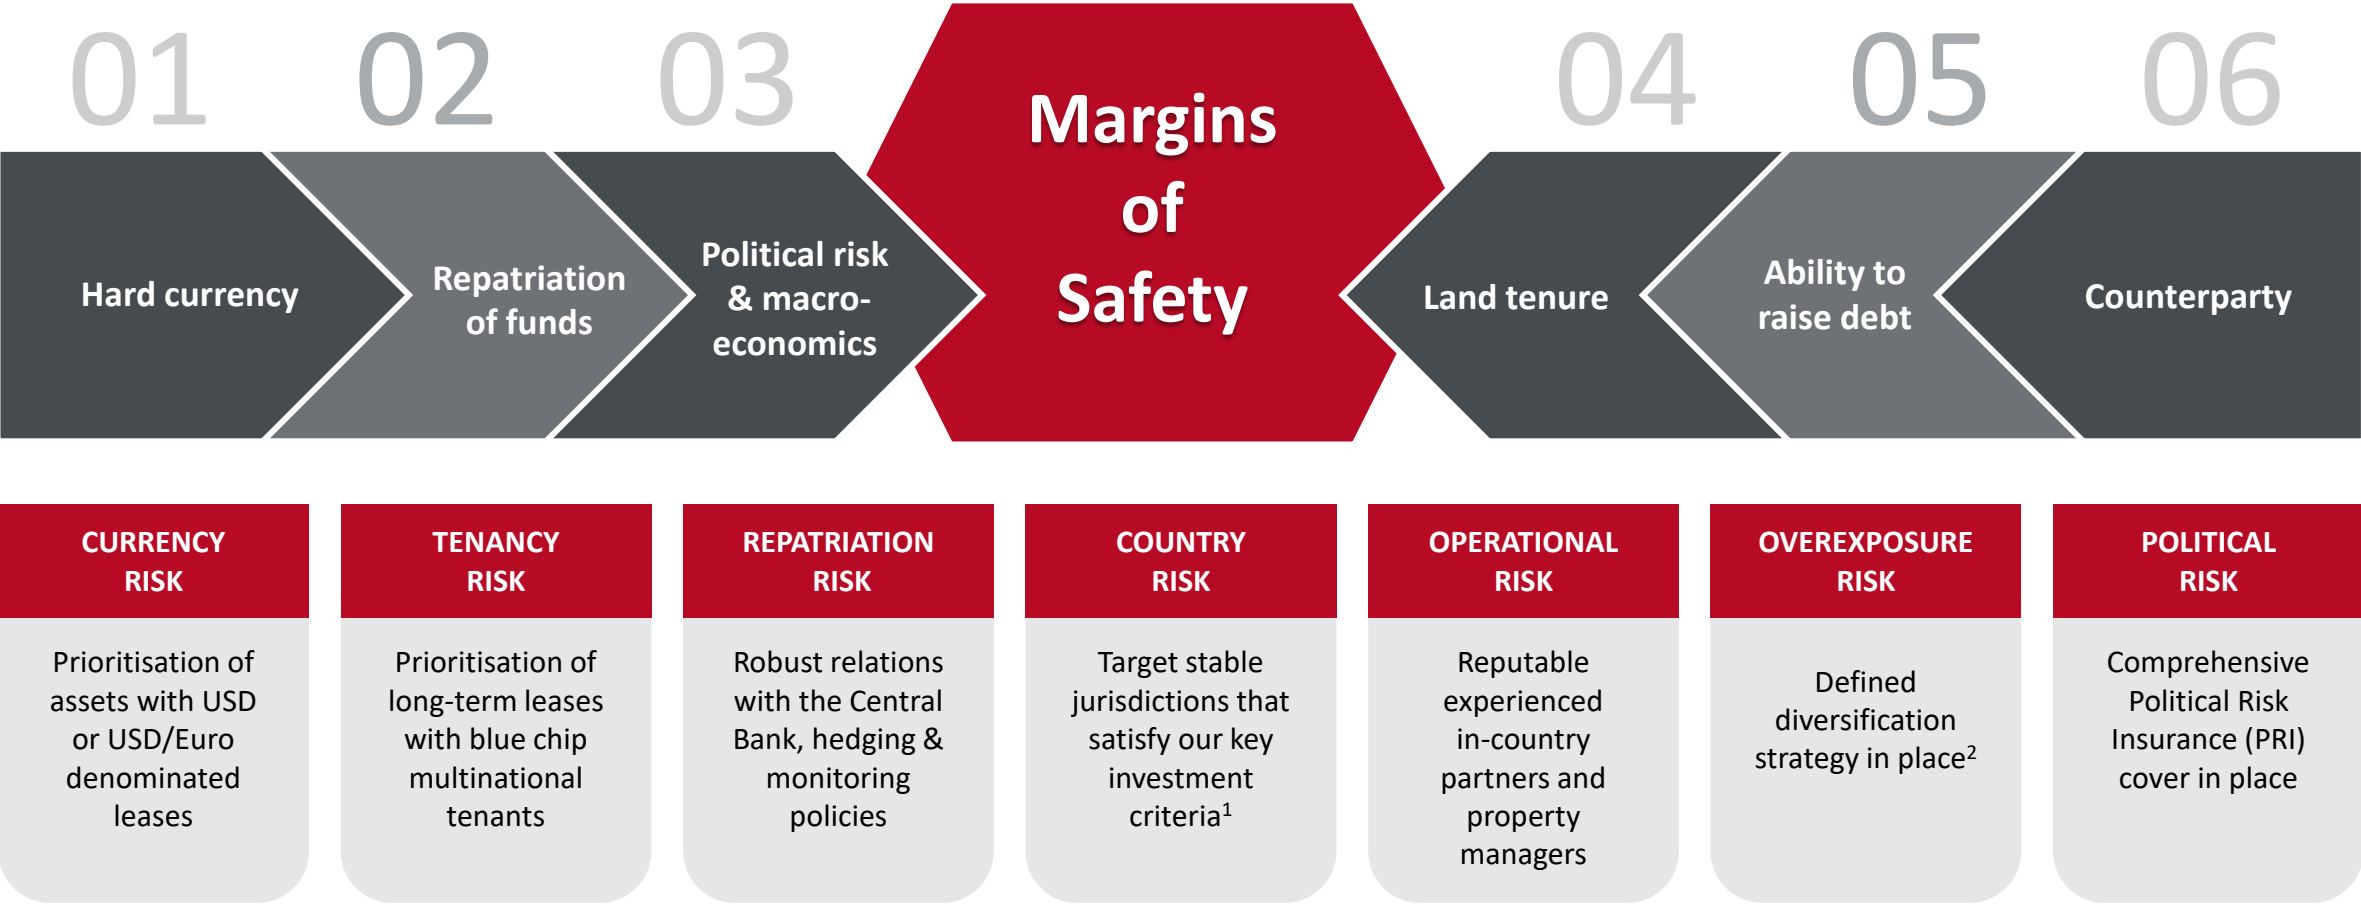 01
02
03
04
05
06
Hard currency
Repatriation
of funds
Political risk
& macro-
economics
Margins
of
Safety
Land tenure
Ability to
raise debt
Counterparty
CURRENCY
RISK
Prioritisation of
assets with USD
or USD/Euro
denominated
leases
TENANCY
RISK
Prioritisation of
long-term leases
with blue chip
multinational
tenants
REPATRIATION
RISK
Robust relations
with the Central
Bank, hedging &
monitoring
policies
COUNTRY
RISK
Target stable
jurisdictions that
satisfy our key
investment
criteria¹
OPERATIONAL
RISK
Reputable
experienced
in-country
partners and
property
managers
OVEREXPOSURE
RISK
Defined
diversification
strategy in place²
POLITICAL
RISK
Comprehensive
Political Risk
Insurance (PRI)
cover in place